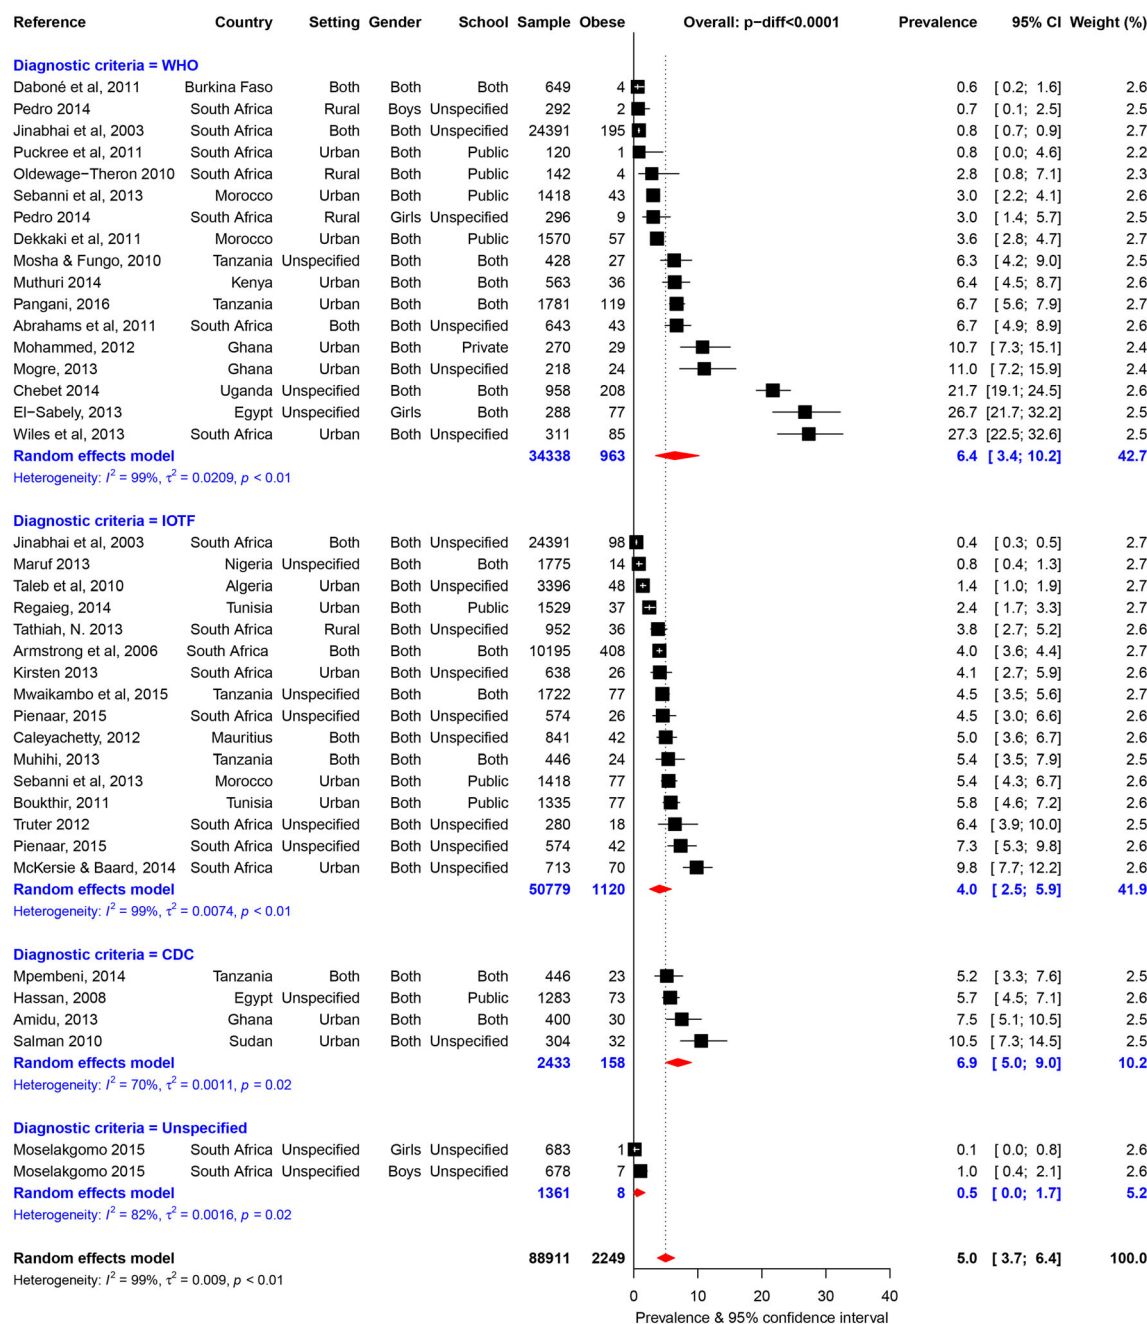 Reference Country Setting Gender School Sample Obese Overall: p−diff<0.0001 Prevalence 95% CI Weight (%)
Diagnostic criteria = WHO
Daboné et al, 2011 Burkina Faso Both Both Both 649 4 0.6 [ 0.2; 1.6] 2.6
Pedro 2014 South Africa Rural Boys Unspecified 292 2 0.7 [ 0.1; 2.5] 2.5
Jinabhai et al, 2003 South Africa Both Both Unspecified 24391 195 0.8 [ 0.7; 0.9] 2.7
Puckree et al, 2011 South Africa Urban Both Public 120 1 0.8 [ 0.0; 4.6] 2.2
Oldewage−Theron 2010 South Africa Rural Both Public 142 4 2.8 [ 0.8; 7.1] 2.3
Sebanni et al, 2013 Morocco Urban Both Public 1418 43 3.0 [ 2.2; 4.1] 2.6
Pedro 2014 South Africa Rural Girls Unspecified 296 9 3.0 [ 1.4; 5.7] 2.5
Dekkaki et al, 2011 Morocco Urban Both Public 1570 57 3.6 [ 2.8; 4.7] 2.7
Mosha & Fungo, 2010 Tanzania Unspecified Both Both 428 27 6.3 [ 4.2; 9.0] 2.5
Muthuri 2014 Kenya Urban Both Both 563 36 6.4 [ 4.5; 8.7] 2.6
Pangani, 2016 Tanzania Urban Both Both 1781 119 6.7 [ 5.6; 7.9] 2.7
Abrahams et al, 2011 South Africa Both Both Unspecified 643 43 6.7 [ 4.9; 8.9] 2.6
Mohammed, 2012 Ghana Urban Both Private 270 29 10.7 [ 7.3; 15.1] 2.4
Mogre, 2013 Ghana Urban Both Unspecified 218 24 11.0 [ 7.2; 15.9] 2.4
Chebet 2014 Uganda Unspecified Both Both 958 208 21.7 [19.1; 24.5] 2.6
El−Sabely, 2013 Egypt Unspecified Girls Both 288 77 26.7 [21.7; 32.2] 2.5
Wiles et al, 2013 South Africa Urban Both Unspecified 311 85 27.3 [22.5; 32.6] 2.5
Random effects model 34338 963 6.4 [ 3.4; 10.2] 42.7
Heterogeneity: I² = 99%, τ² = 0.0209, p < 0.01
Diagnostic criteria = IOTF
Jinabhai et al, 2003 South Africa Both Both Unspecified 24391 98 0.4 [ 0.3; 0.5] 2.7
Maruf 2013 Nigeria Unspecified Both Both 1775 14 0.8 [ 0.4; 1.3] 2.7
Taleb et al, 2010 Algeria Urban Both Unspecified 3396 48 1.4 [ 1.0; 1.9] 2.7
Regaieg, 2014 Tunisia Urban Both Public 1529 37 2.4 [ 1.7; 3.3] 2.7
Tathiah, N. 2013 South Africa Rural Both Unspecified 952 36 3.8 [ 2.7; 5.2] 2.6
Armstrong et al, 2006 South Africa Both Both Both 10195 408 4.0 [ 3.6; 4.4] 2.7
Kirsten 2013 South Africa Urban Both Unspecified 638 26 4.1 [ 2.7; 5.9] 2.6
Mwaikambo et al, 2015 Tanzania Unspecified Both Both 1722 77 4.5 [ 3.5; 5.6] 2.7
Pienaar, 2015 South Africa Unspecified Both Unspecified 574 26 4.5 [ 3.0; 6.6] 2.6
Caleyachetty, 2012 Mauritius Both Both Unspecified 841 42 5.0 [ 3.6; 6.7] 2.6
Muhihi, 2013 Tanzania Both Both Both 446 24 5.4 [ 3.5; 7.9] 2.5
Sebanni et al, 2013 Morocco Urban Both Public 1418 77 5.4 [ 4.3; 6.7] 2.6
Boukthir, 2011 Tunisia Urban Both Public 1335 77 5.8 [ 4.6; 7.2] 2.6
Truter 2012 South Africa Unspecified Both Unspecified 280 18 6.4 [ 3.9; 10.0] 2.5
Pienaar, 2015 South Africa Unspecified Both Unspecified 574 42 7.3 [ 5.3; 9.8] 2.6
McKersie & Baard, 2014 South Africa Urban Both Unspecified 713 70 9.8 [ 7.7; 12.2] 2.6
Random effects model 50779 1120 4.0 [ 2.5; 5.9] 41.9
Heterogeneity: I² = 99%, τ² = 0.0074, p < 0.01
Diagnostic criteria = CDC
Mpembeni, 2014 Tanzania Both Both Both 446 23 5.2 [ 3.3; 7.6] 2.5
Hassan, 2008 Egypt Unspecified Both Public 1283 73 5.7 [ 4.5; 7.1] 2.6
Amidu, 2013 Ghana Urban Both Both 400 30 7.5 [ 5.1; 10.5] 2.5
Salman 2010 Sudan Urban Both Unspecified 304 32 10.5 [ 7.3; 14.5] 2.5
Random effects model 2433 158 6.9 [ 5.0; 9.0] 10.2
Heterogeneity: I² = 70%, τ² = 0.0011, p = 0.02
Diagnostic criteria = Unspecified
Moselakgomo 2015 South Africa Unspecified Girls Unspecified 683 1 0.1 [ 0.0; 0.8] 2.6
Moselakgomo 2015 South Africa Unspecified Boys Unspecified 678 7 1.0 [ 0.4; 2.1] 2.6
Random effects model 1361 8 0.5 [ 0.0; 1.7] 5.2
Heterogeneity: I² = 82%, τ² = 0.0016, p = 0.02
Random effects model 88911 2249 5.0 [ 3.7; 6.4] 100.0
Heterogeneity: I² = 99%, τ² = 0.009, p < 0.01
0 10 20 30 40
Prevalence & 95% confidence interval